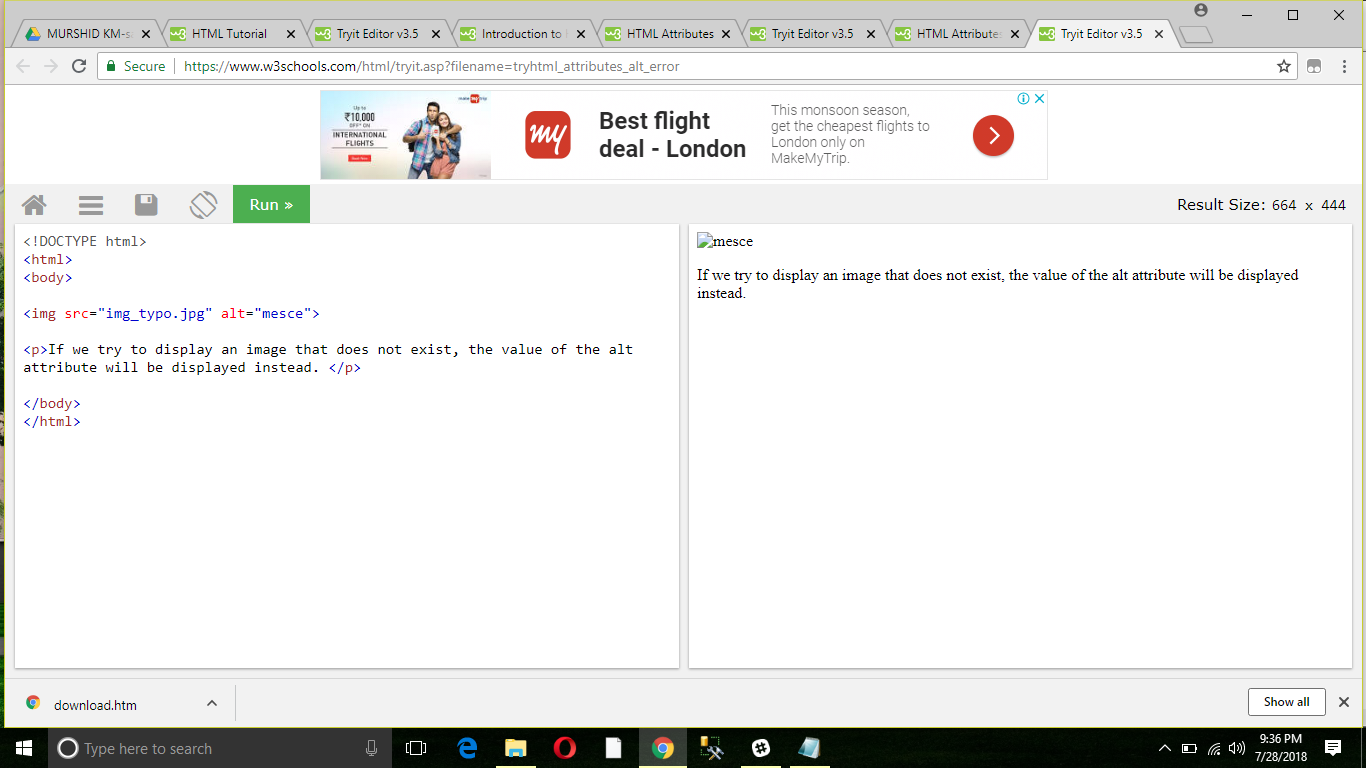 MURSHID KM-s
HTML Tutorial
Tryit Editor v3.5
Introduction to
HTML Attributes
Tryit Editor v3.5
HTML Attribute
Tryit Editor v3.5
Secure
https://www.w3schools.com/html/tryit.asp?filename=tryhtml_attributes_alt_error
Up to
₹10,000
OFF* ON
INTERNATIONAL
FLIGHTS
Book Now
make my trip
my
Best flight
deal - London
This monsoon season,
get the cheapest flights to
London only on
MakeMyTrip.
Run »
Result Size: 664 x 444
<!DOCTYPE html>
<html>
<body>
<img src="img_typo.jpg" alt="mesce">
<p>If we try to display an image that does not exist, the value of the alt
attribute will be displayed instead. </p>
</body>
</html>
mesce
If we try to display an image that does not exist, the value of the alt attribute will be displayed
instead.
download.htm
Show all
Type here to search
9:36 PM
7/28/2018